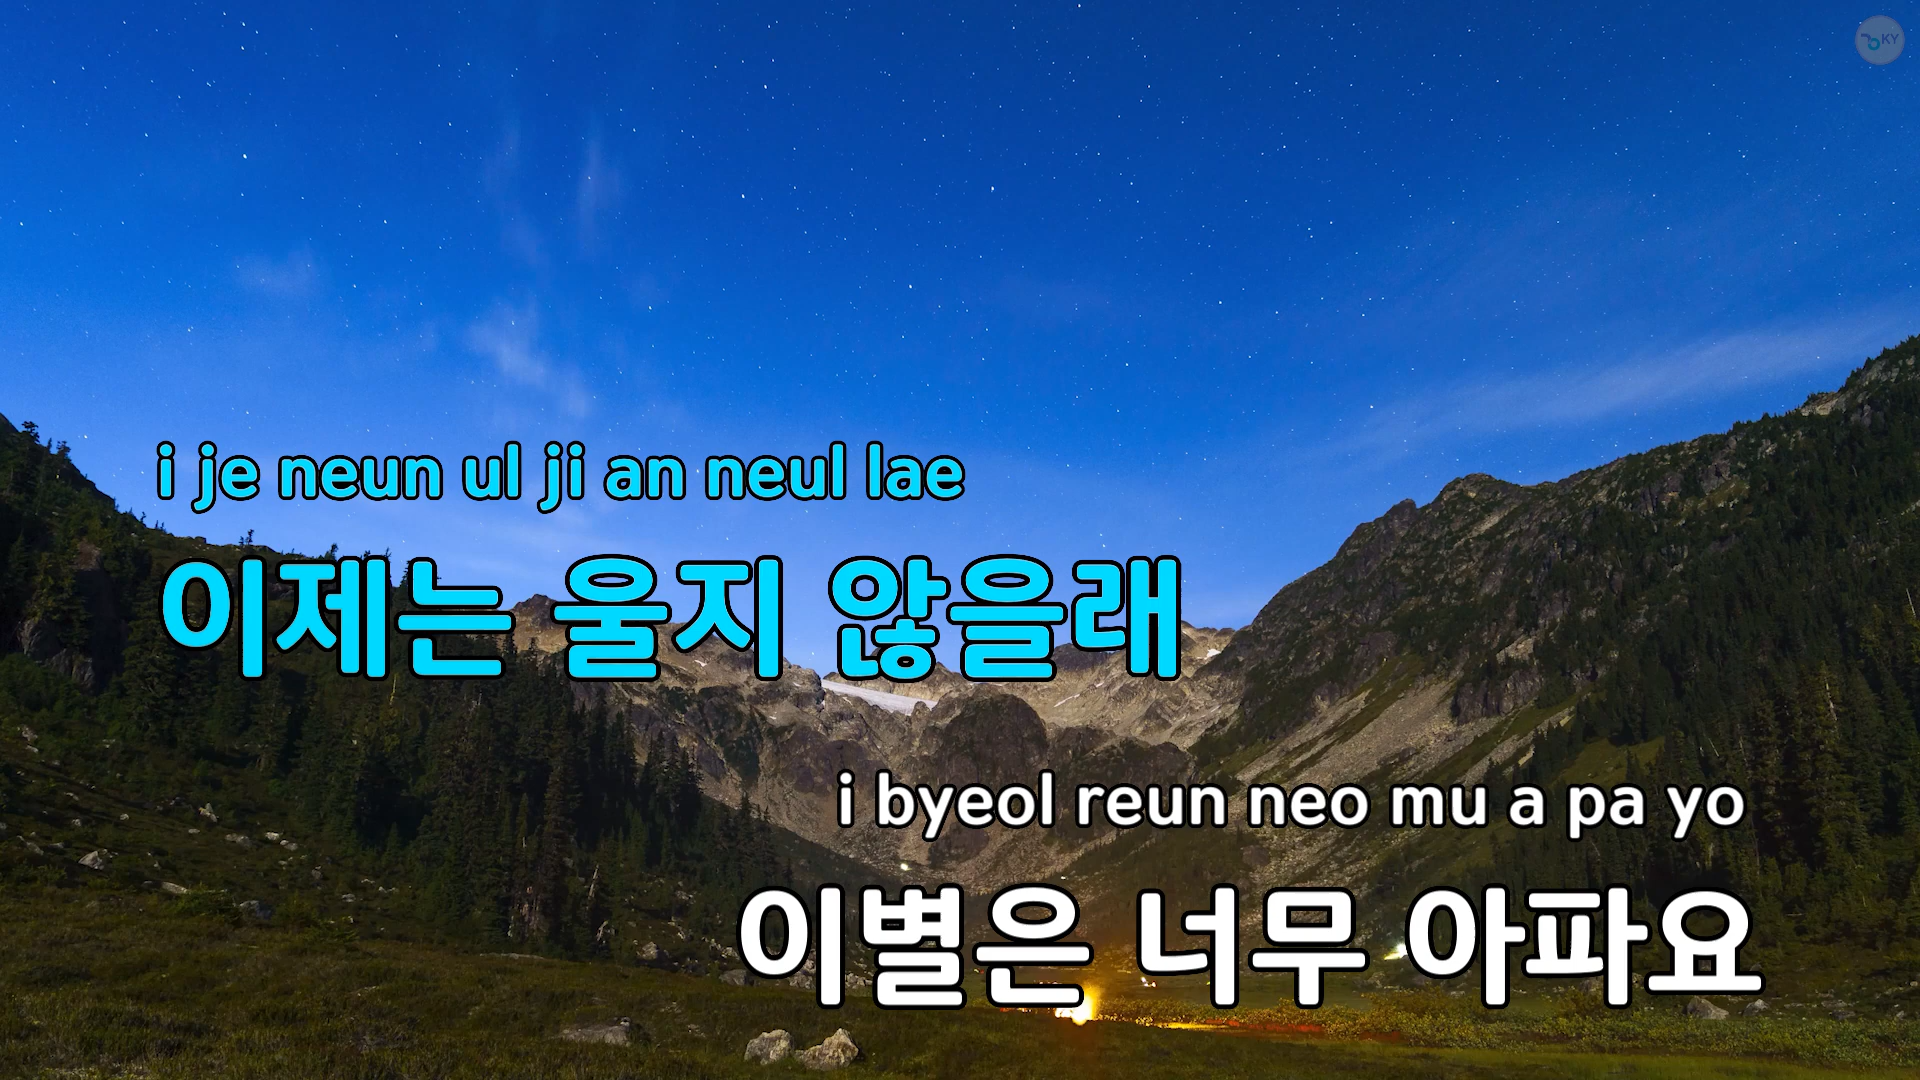 KY
i je neun ul ji an neul lae
이제는 울지 않을래
i byeol reun neo mu a pa yo
이별은 너무 아파요